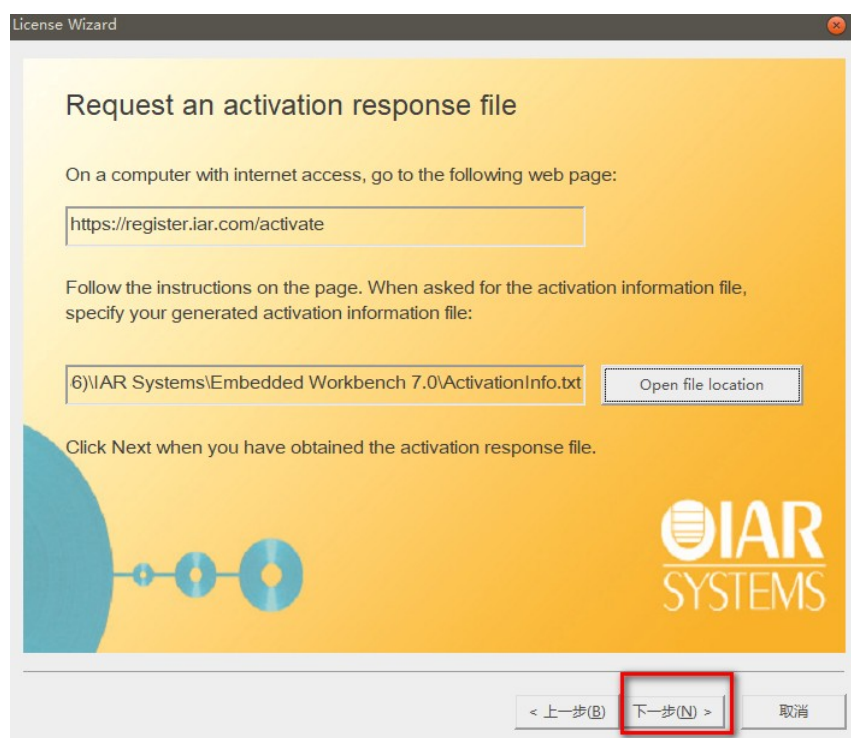 License Wizard
Request an activation response file
On a computer with internet access, go to the following web page:
https://register.iar.com/activate
Follow the instructions on the page. When asked for the activation information file,
specify your generated activation information file:
6)\IAR Systems\Embedded Workbench 7.0\ActivationInfo.txt
Open file location
Click Next when you have obtained the activation response file.
IAR
SYSTEMS
< 上一步(B)
下一步(N) >
取消